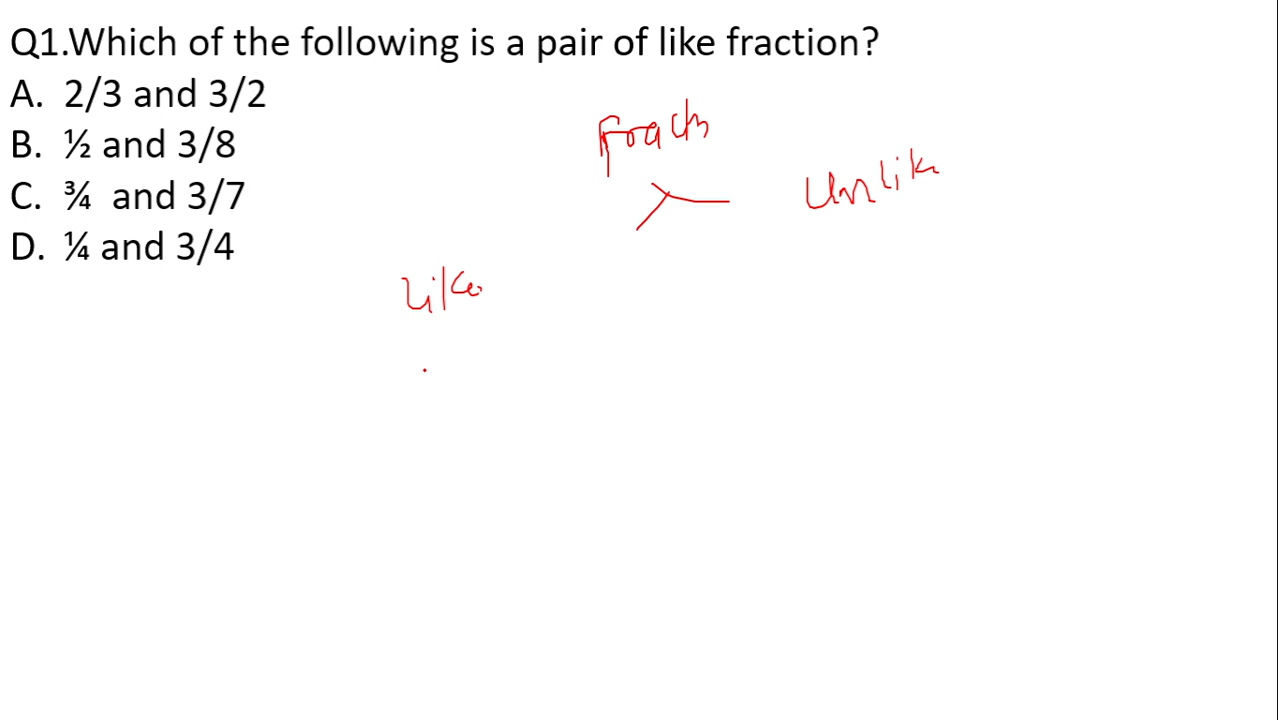 Q1.Which of the following is a pair of like fraction?
A. 2/3 and 3/2
B. ½ and 3/8
C. ¾ and 3/7
D. ¼ and 3/4
Unlike
Like